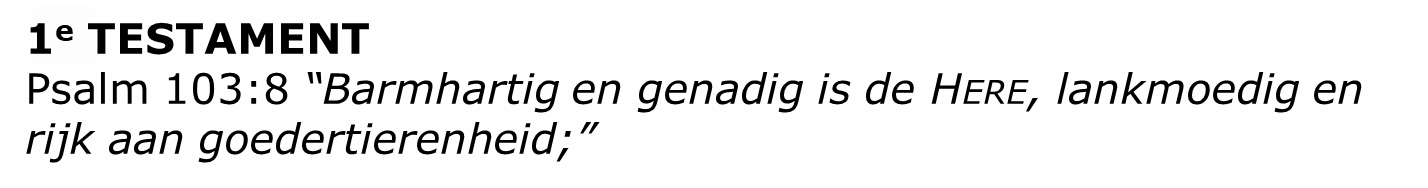 1e TESTAMENT
Psalm 103:8 “Barmhartig en genadig is de HERE, lankmoedig en
rijk aan goedertierenheid;”